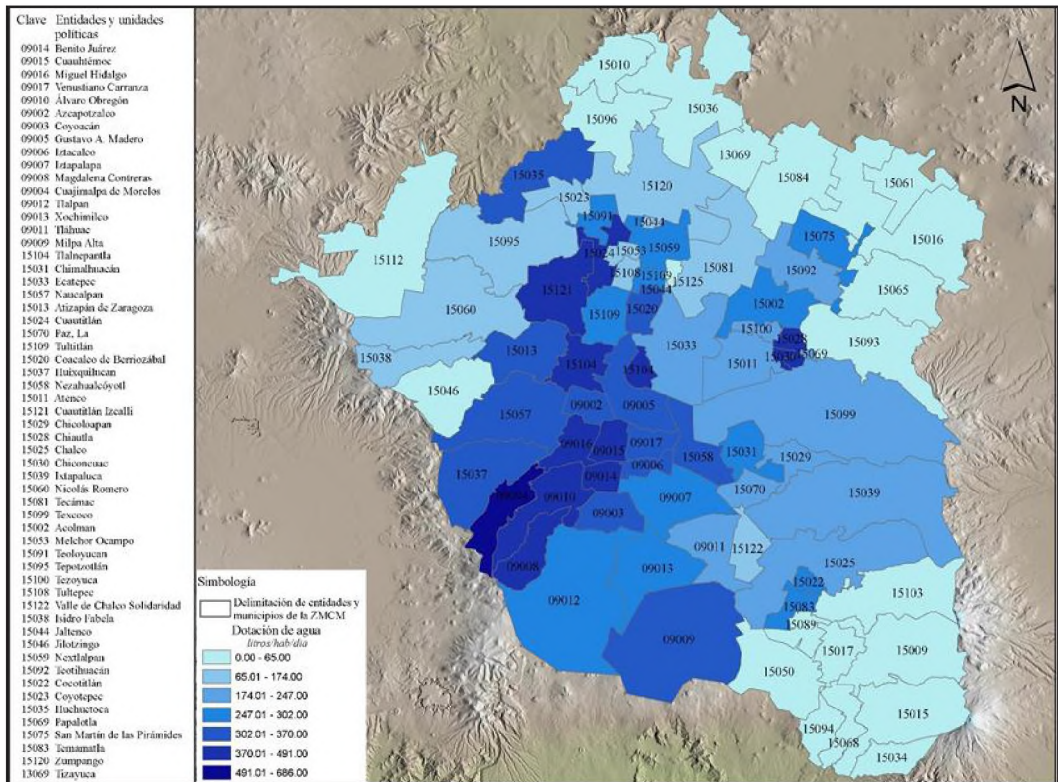 Clave Entidades y unidades
políticas
09014 Benito Juárez
09015 Cuauhtémoc
09016 Miguel Hidalgo
09017 Venustiano Carranza
09010 Álvaro Obregón
09002 Azcapotzalco
09003 Coyoacán
09005 Gustavo A. Madero
09006 Iztacalco
09007 Iztapalapa
09008 Magdalena Contreras
09004 Cuajimalpa de Morelos
09012 Tlalpan
09013 Xochimilco
09011 Tláhuac
09009 Milpa Alta
15104 Tlalnepantla
15031 Chimalhuacán
15033 Ecatepec
15057 Naucalpan
15013 Atizapán de Zaragoza
15024 Cuautitlán
15070 Paz, La
15109 Tultitlán
15020 Coacalco de Berriozábal
15037 Huixquilucan
15058 Nezahualcóyotl
15011 Atenco
15121 Cuautitlán Izcalli
15029 Chicoloapan
15028 Chiautla
15025 Chalco
15030 Chiconcuac
15039 Ixtapaluca
15060 Nicolás Romero
15081 Tecámac
15099 Texcoco
15002 Acolman
15053 Melchor Ocampo
15091 Teoloyucan
15095 Tepotzotlán
15100 Tezoyuca
15108 Tultepec
15122 Valle de Chalco Solidaridad
15038 Isidro Fabela
15044 Jaltenco
15046 Jilotzingo
15059 Nextlalpan
15092 Teotihuacán
15022 Cocotitlán
15023 Coyotepec
15035 Huehuetoca
15069 Papalotla
15075 San Martín de las Pirámides
15083 Temamatla
15120 Zumpango
13069 Tizayuca
N
15010
15036
15096
13069
15084
15061
15035
15120
15023
15091
15044
15016
15095
15024
15053
15059
15075
15112
15108
15109
15081
15092
15125
15044
15121
15065
15060
15109
15020
15002
15100
15028
15093
15038
15013
15033
15011
15030
15069
15104
15104
15046
09002
09005
15099
15057
09016
09015
09017
15058
15031
15029
09006
15037
09014
09010
09007
15070
15039
09003
09011
15122
09008
15025
09013
15022
15103
09012
15083
15089
09009
15017
15009
15050
15015
15094
15068
15034
Simbología
Delimitación de entidades y
municipios de la ZMCM
Dotación de agua
litros/hab/dia
0.00 - 65.00
65.01 - 174.00
174.01 - 247.00
247.01 - 302.00
302.01 - 370.00
370.01 - 491.00
491.01 - 686.00